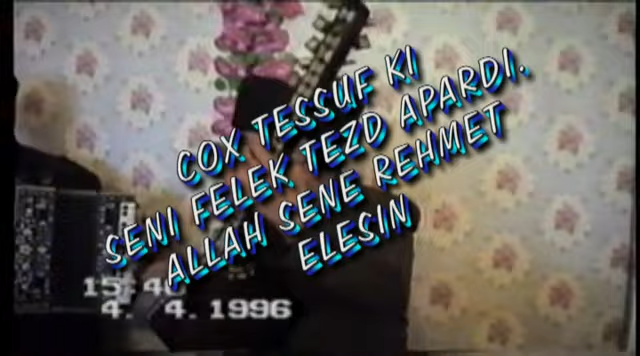 COX TESSUF KI
SENI FELEK TEZD APARDI.
ALLAH SENE REHMET
ELESIN
15:40
4. 4. 1996